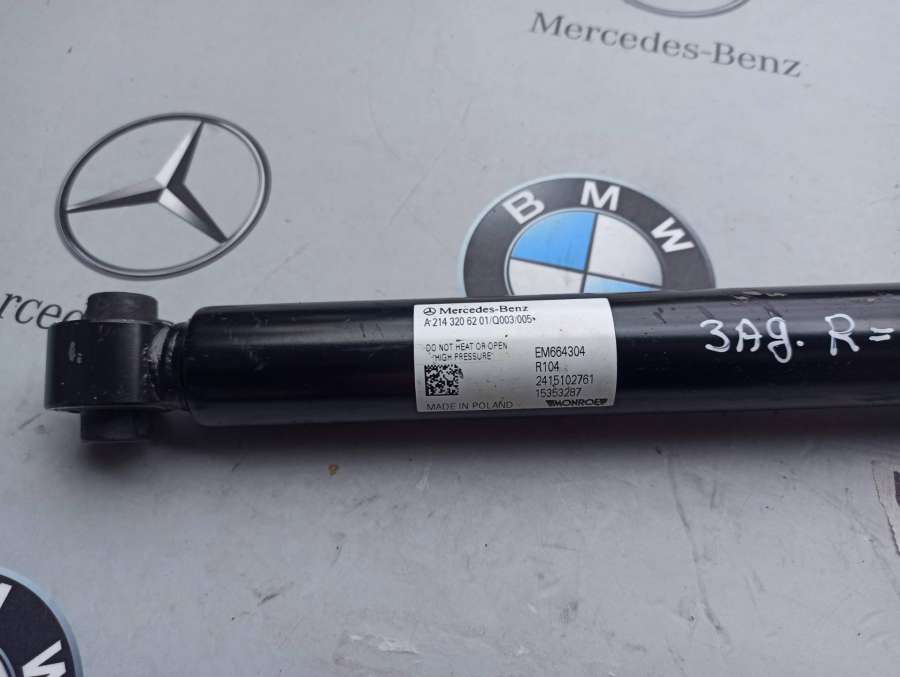 Mercedes-Benz
BMW
Mercedes-Benz
A 214 320 62 01/Q003/005
DO NOT HEAT OR OPEN
"HIGH PRESSURE"
EM664304
R104
2415102761
15353287
MADE IN POLAND
MONROE
ЗАд. R=
W